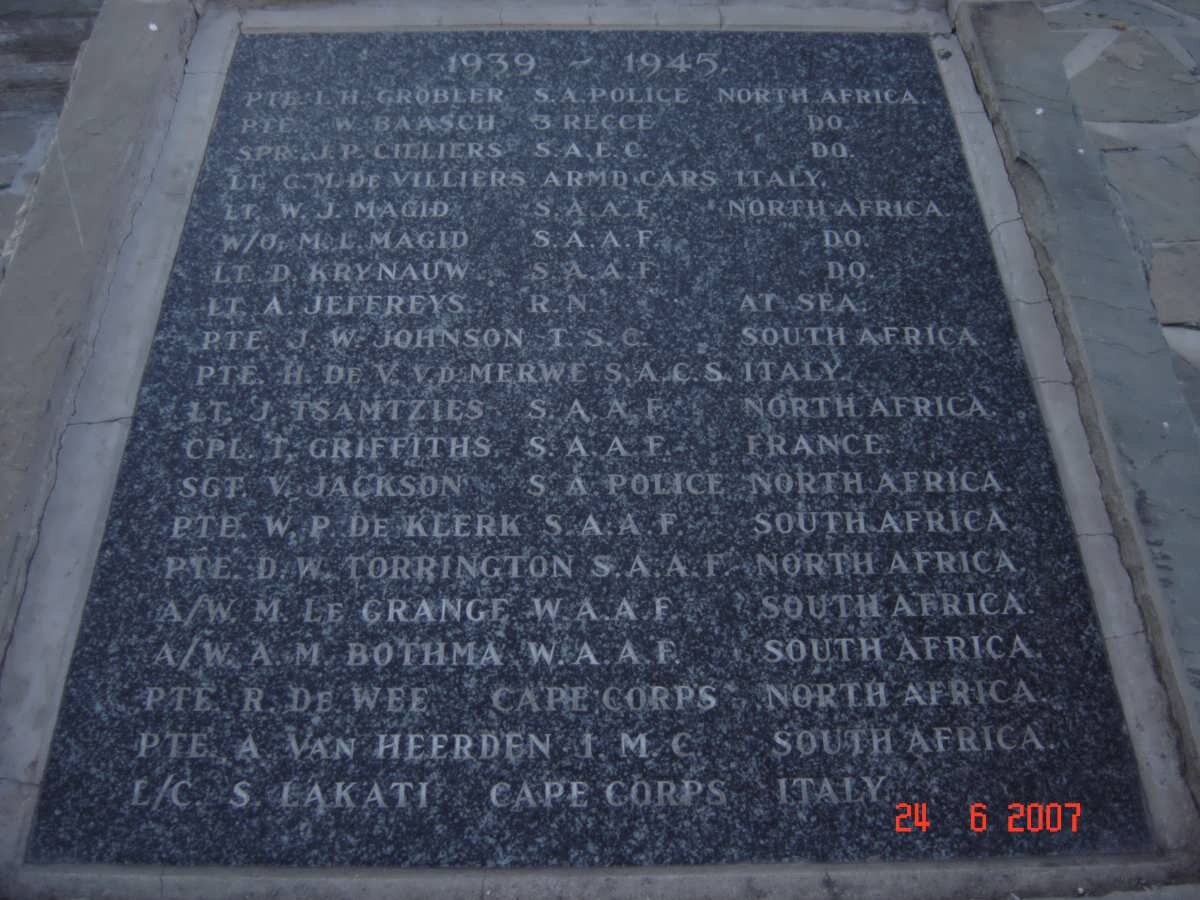 1939 - 1945.
PTE. I. H. GROBLER S.A. POLICE NORTH AFRICA.
PTE. W. BAASCH 3 RECCE DO.
SPR. J.P. CILLIERS S.A.E.C. DO.
LT. C.M. DE VILLIERS ARMD CARS ITALY.
LT. W. J. MAGID S.A.A.F. NORTH AFRICA.
W/O. M. L. MAGID S.A.A.F. DO.
LT. D. KRYNAUW S.A.A.F. DO.
LT. A. JEFFREYS. R.N. AT SEA.
PTE. J. W. JOHNSON T.S.C. SOUTH AFRICA.
PTE. H. DE V. V.D. MERWE S.A.C.S. ITALY.
LT. J. TSAMTZIES S.A.A.F. NORTH AFRICA.
CPL. T. GRIFFITHS. S.A.A.F. FRANCE.
SGT. V. JACKSON S.A. POLICE NORTH AFRICA.
PTE. W. P. DE KLERK S.A.A.F. SOUTH AFRICA.
PTE. D. W. TORRINGTON S.A.A.F. NORTH AFRICA.
A/W. M. LE GRANGE W.A.A.F. SOUTH AFRICA.
A/W. A. M. BOTHMA W.A.A.F. SOUTH AFRICA.
PTE. R. DE WEE CAPE CORPS NORTH AFRICA.
PTE. A. VAN HEERDEN I.M.C. SOUTH AFRICA.
L/C. S. LAKATI CAPE CORPS ITALY.
24 6 2007